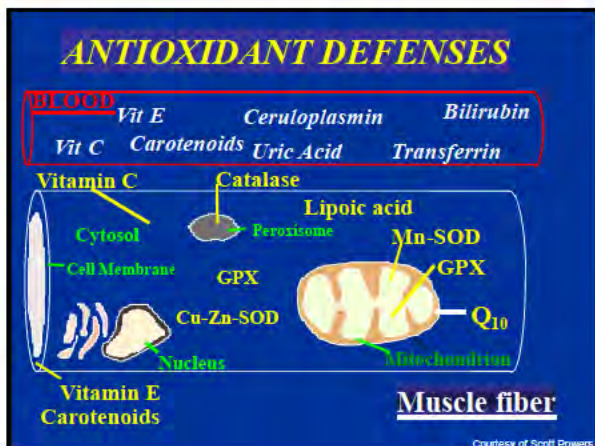 ANTIOXIDANT DEFENSES
BLOOD
Vit E
Ceruloplasmin
Bilirubin
Vit C
Carotenoids
Uric Acid
Transferrin
Vitamin C
Catalase
Lipoic acid
Cytosol
Peroxisome
Mn-SOD
Cell Membrane
GPX
GPX
Cu-Zn-SOD
Q10
Nucleus
Mitochondrion
Vitamin E
Carotenoids
Muscle fiber
Courtesy of Scott Powers